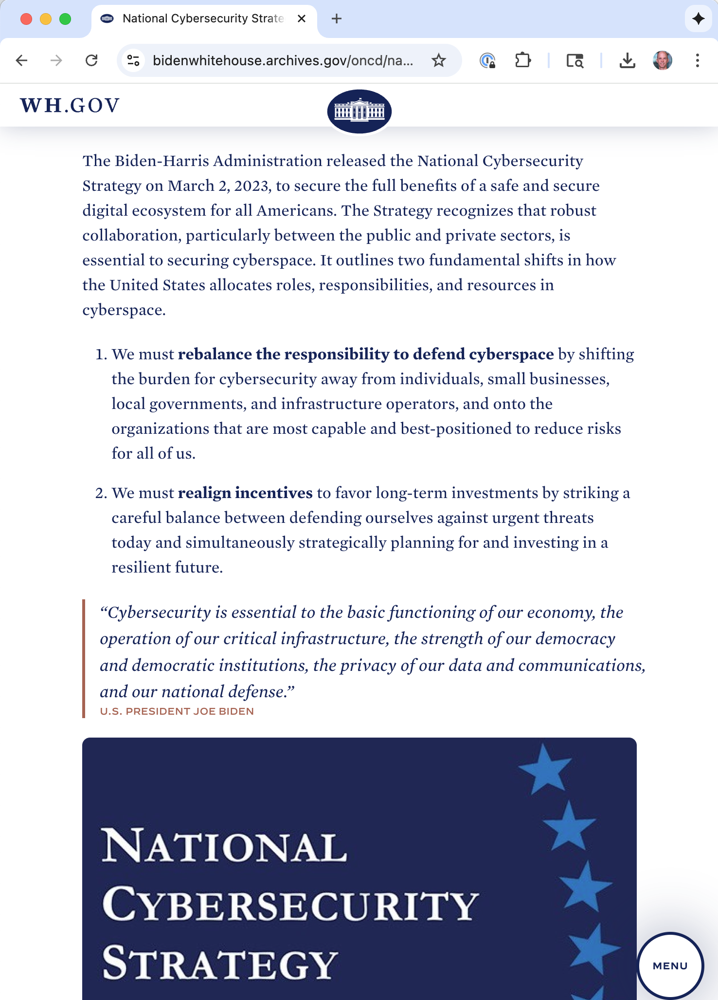 National Cybersecurity Strate
bidenwhitehouse.archives.gov/oncd/na...
WH.GOV
The Biden-Harris Administration released the National Cybersecurity
Strategy on March 2, 2023, to secure the full benefits of a safe and secure
digital ecosystem for all Americans. The Strategy recognizes that robust
collaboration, particularly between the public and private sectors, is
essential to securing cyberspace. It outlines two fundamental shifts in how
the United States allocates roles, responsibilities, and resources in
cyberspace.
1. We must rebalance the responsibility to defend cyberspace by shifting
the burden for cybersecurity away from individuals, small businesses,
local governments, and infrastructure operators, and onto the
organizations that are most capable and best-positioned to reduce risks
for all of us.
2. We must realign incentives to favor long-term investments by striking a
careful balance between defending ourselves against urgent threats
today and simultaneously strategically planning for and investing in a
resilient future.
“Cybersecurity is essential to the basic functioning of our economy, the
operation of our critical infrastructure, the strength of our democracy
and democratic institutions, the privacy of our data and communications,
and our national defense.”
U.S. PRESIDENT JOE BIDEN
NATIONAL
CYBERSECURITY
STRATEGY
MENU